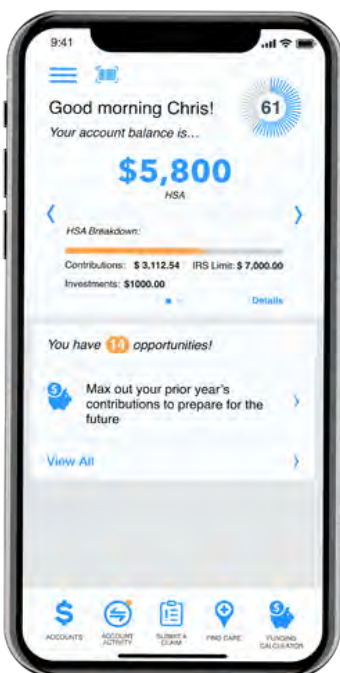 9:41
Good morning Chris!
61
Your account balance is...
$5,800
HSA
HSA Breakdown:
Contributions: $ 3,112.54 IRS Limit: $ 7,000.00
Investments: $1000.00
Details
You have 14 opportunities!
Max out your prior year's
contributions to prepare for the
future
View All
ACCOUNTS
ACCOUNT
ACTIVITY
SUBMIT A
CLAIM
FIND CARE
FUNDING
CALCULATOR